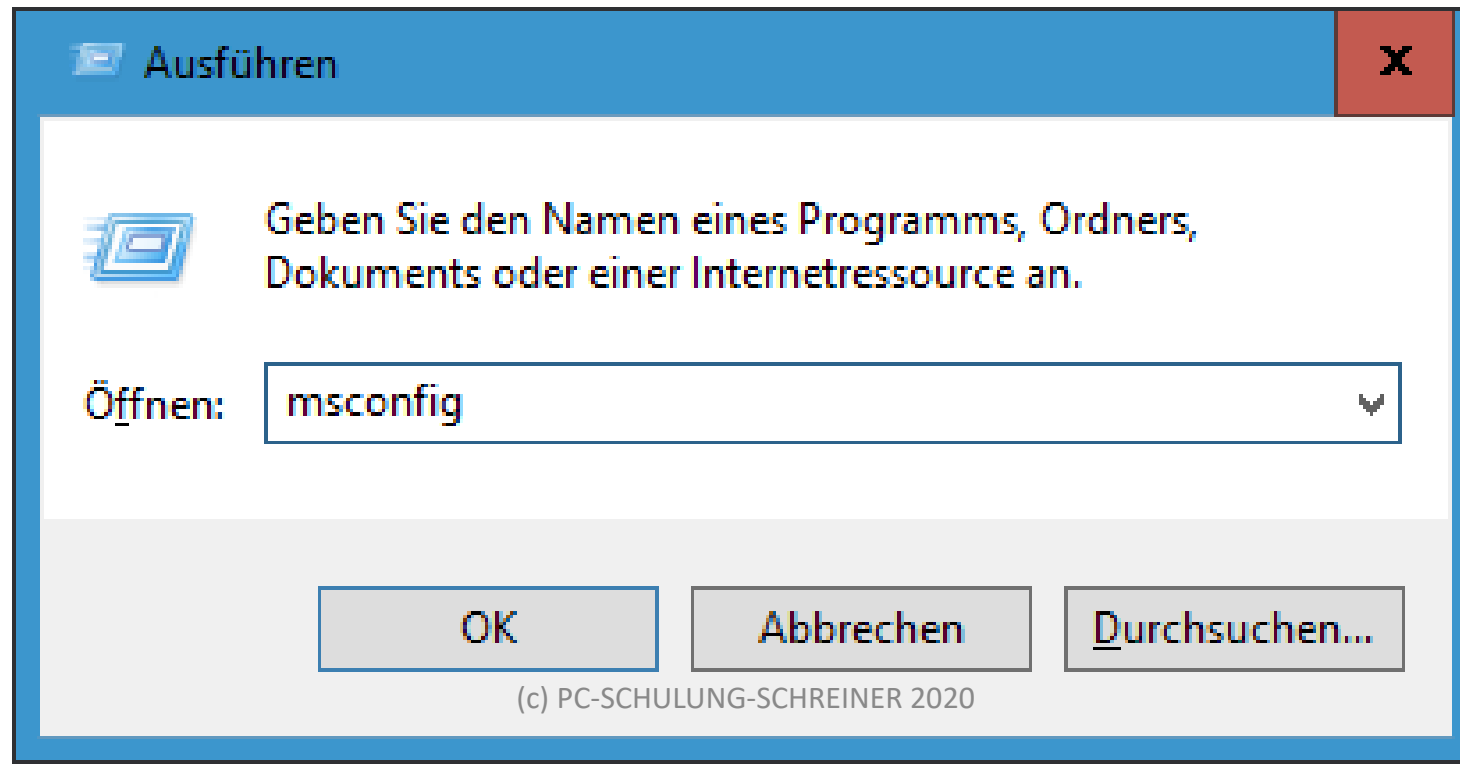 Ausführen
Geben Sie den Namen eines Programms, Ordners,
Dokuments oder einer Internetressource an.
Öffnen: msconfig
OK Abbrechen Durchsuchen...
(c) PC-SCHULUNG-SCHREINER 2020